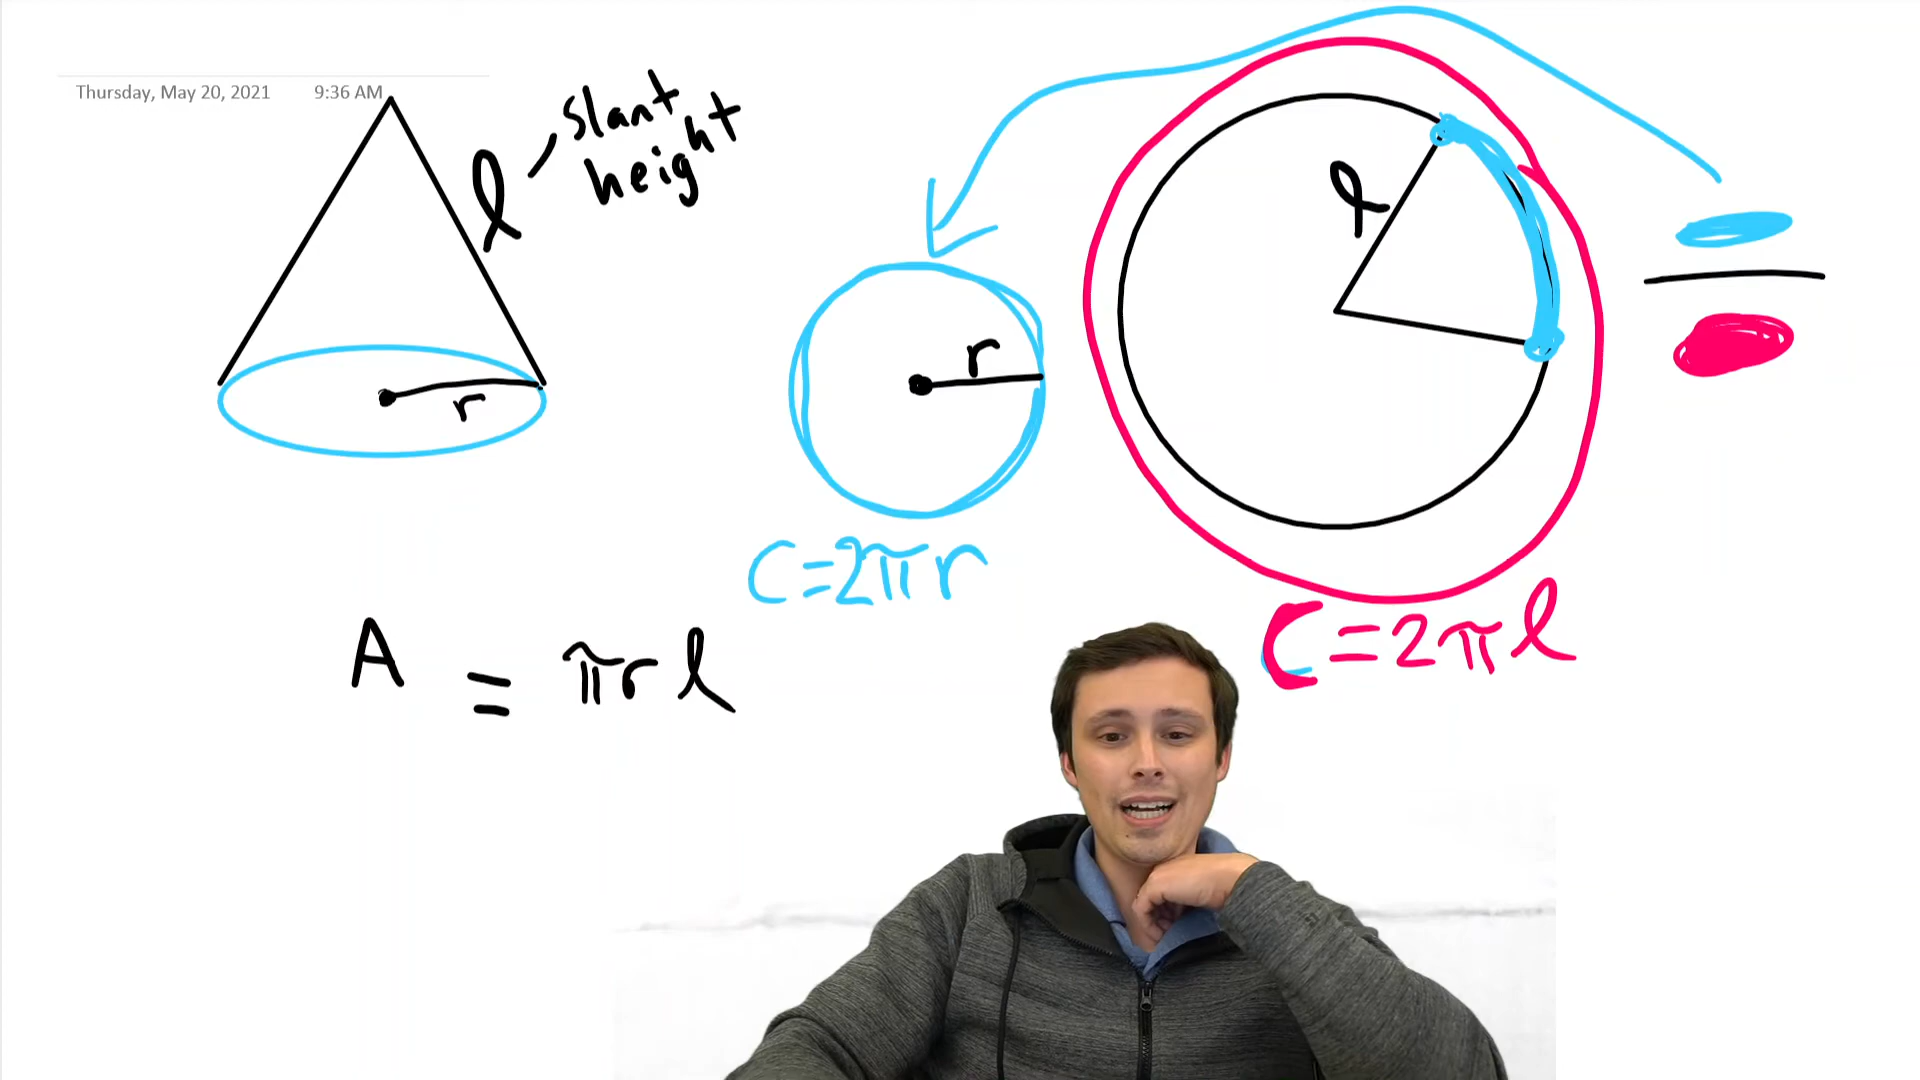 Thursday, May 20, 2021 9:36 AM
l slant
height
r
r
l
C=2πr
C=2πl
A = πrl